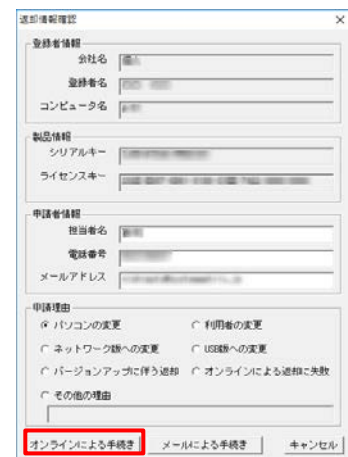 返却情報確認
登録者情報
会社名
登録者名
コンピュータ名
製品情報
シリアルキー
ライセンスキー
申請者情報
担当者名
電話番号
メールアドレス
申請理由
パソコンの変更 利用者の変更
ネットワーク版への変更 USB版への変更
バージョンアップに伴う返却 オンラインによる返却に失敗
その他の理由
オンラインによる手続き メールによる手続き キャンセル